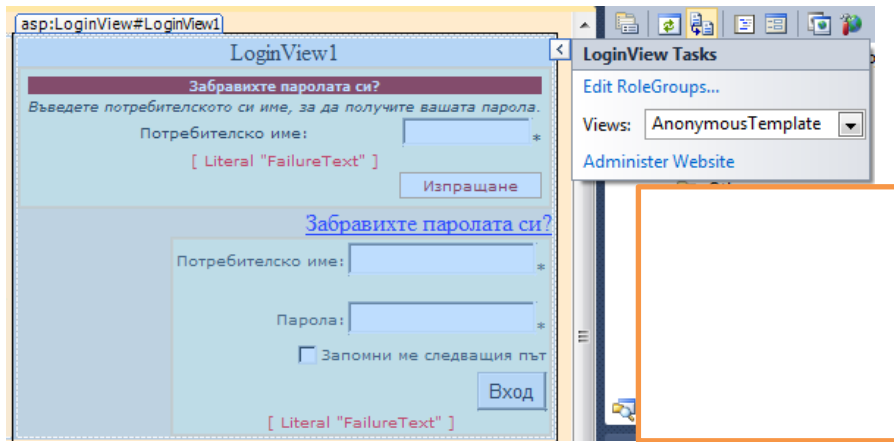 asp:LoginView#LoginView1
LoginView1
Забравихте паролата си?
Въведете потребителското си име, за да получите вашата парола.
Потребителско име:
*
[ Literal "FailureText" ]
Изпращане
Забравихте паролата си?
Потребителско име:
*
Парола:
*
Запомни ме следващия път
Вход
[ Literal "FailureText" ]
LoginView Tasks
Edit RoleGroups...
Views: AnonymousTemplate
Administer Website